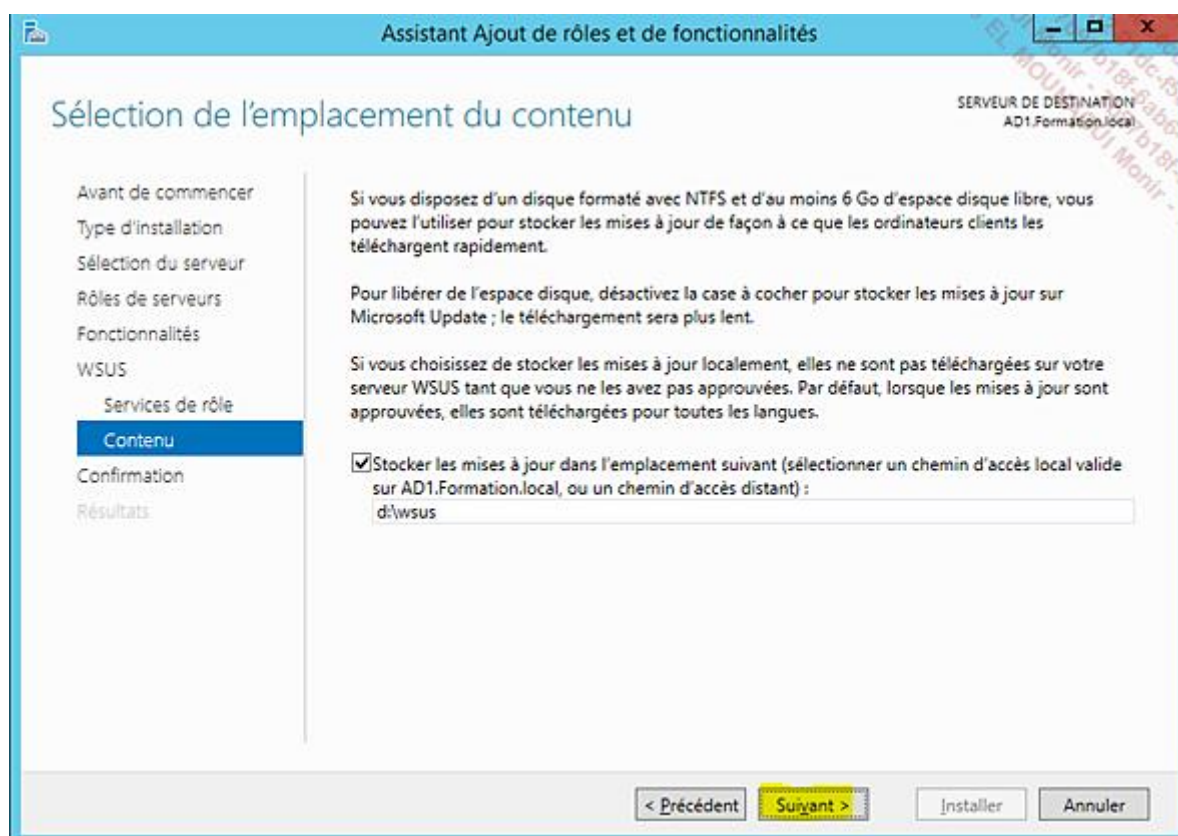 Assistant Ajout de rôles et de fonctionnalités
Sélection de l'emplacement du contenu
SERVEUR DE DESTINATION
AD1.Formation.local
Avant de commencer
Type d'installation
Sélection du serveur
Rôles de serveurs
Fonctionnalités
WSUS
Services de rôle
Contenu
Confirmation
Résultats
Si vous disposez d'un disque formaté avec NTFS et d'au moins 6 Go d'espace disque libre, vous
pouvez l'utiliser pour stocker les mises à jour de façon à ce que les ordinateurs clients les
téléchargent rapidement.
Pour libérer de l'espace disque, désactivez la case à cocher pour stocker les mises à jour sur
Microsoft Update ; le téléchargement sera plus lent.
Si vous choisissez de stocker les mises à jour localement, elles ne sont pas téléchargées sur votre
serveur WSUS tant que vous ne les avez pas approuvées. Par défaut, lorsque les mises à jour sont
approuvées, elles sont téléchargées pour toutes les langues.
Stocker les mises à jour dans l'emplacement suivant (sélectionner un chemin d'accès local valide
sur AD1.Formation.local, ou un chemin d'accès distant) :
d:\wsus
< Précédent
Suivant >
Installer
Annuler